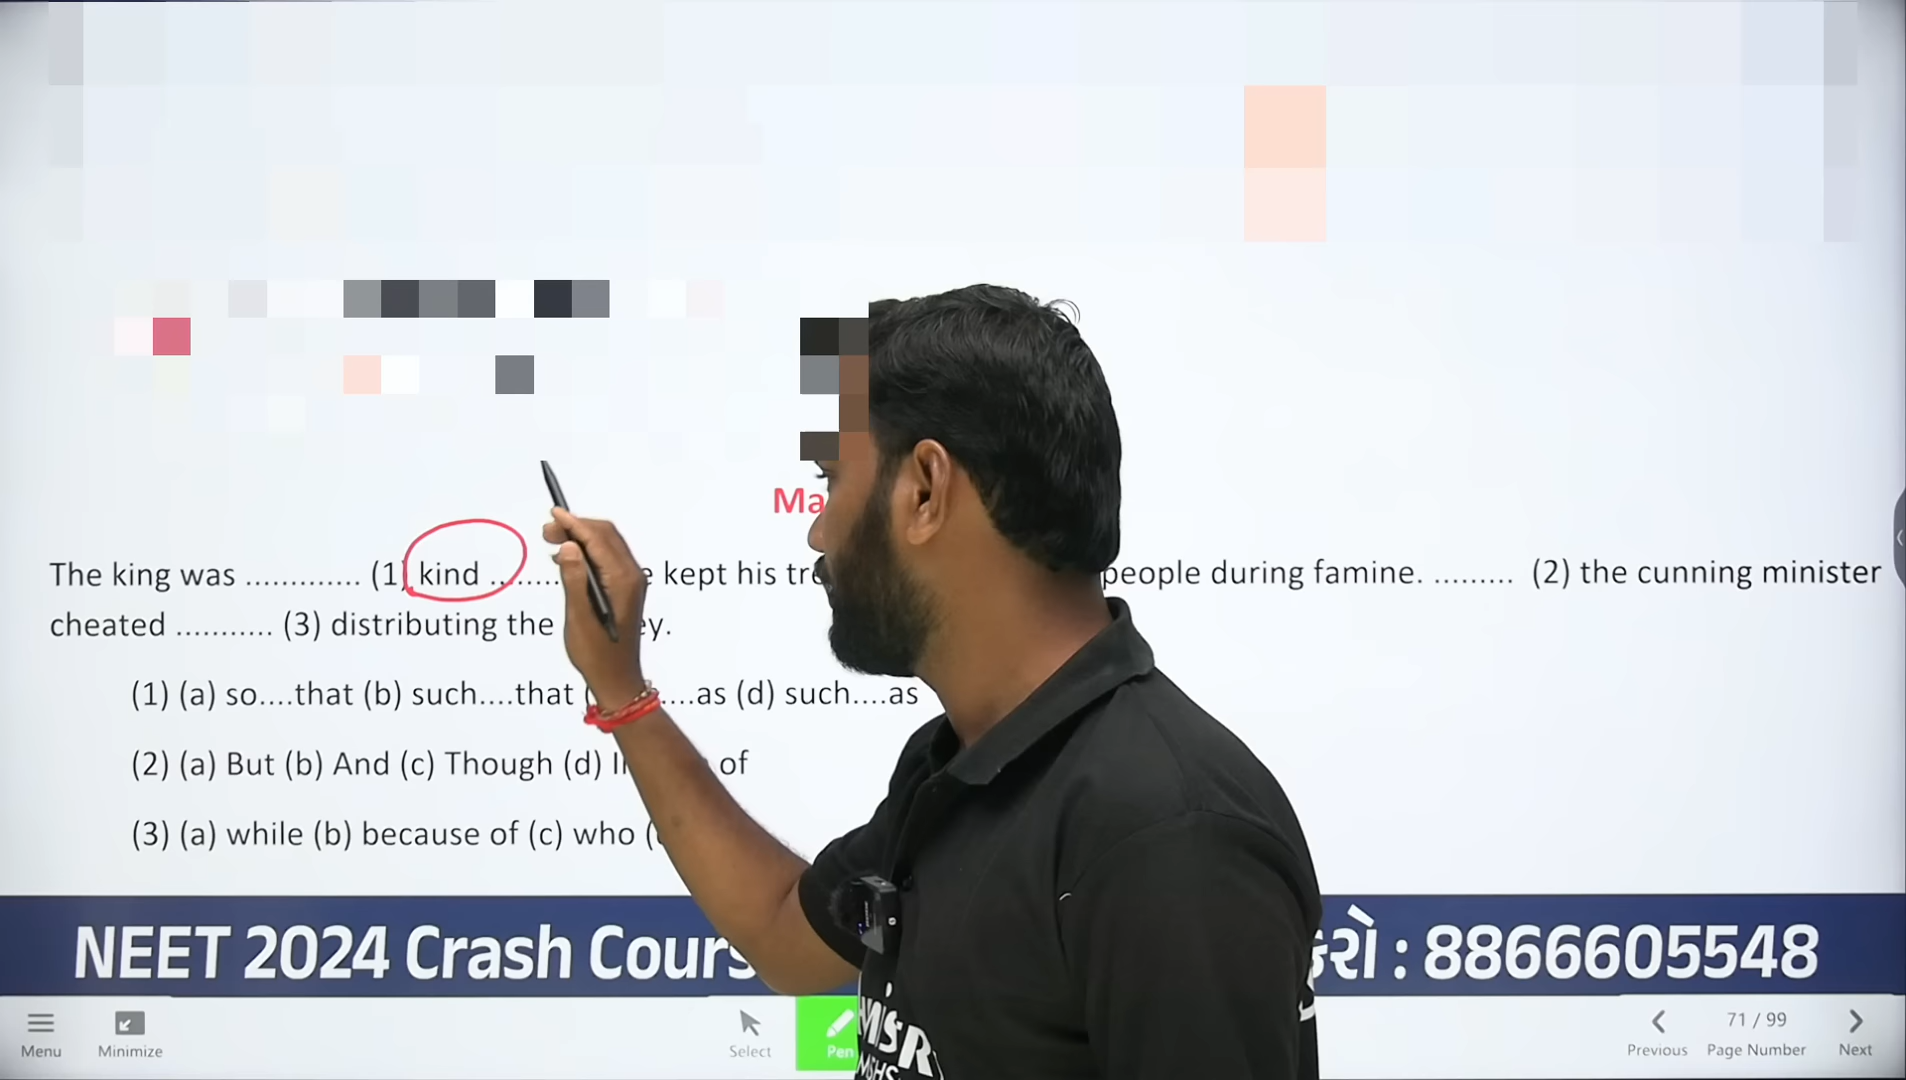 Ma
The king was ............. (1) kind ........ e kept his tre people during famine. ......... (2) the cunning minister
cheated ........... (3) distributing the ey.
(1) (a) so....that (b) such....that ( ....as (d) such....as
(2) (a) But (b) And (c) Though (d) I of
(3) (a) while (b) because of (c) who (
NEET 2024 Crash Cours કરો : 8866605548
Menu Minimize Select Pen Previous 71 / 99 Page Number Next